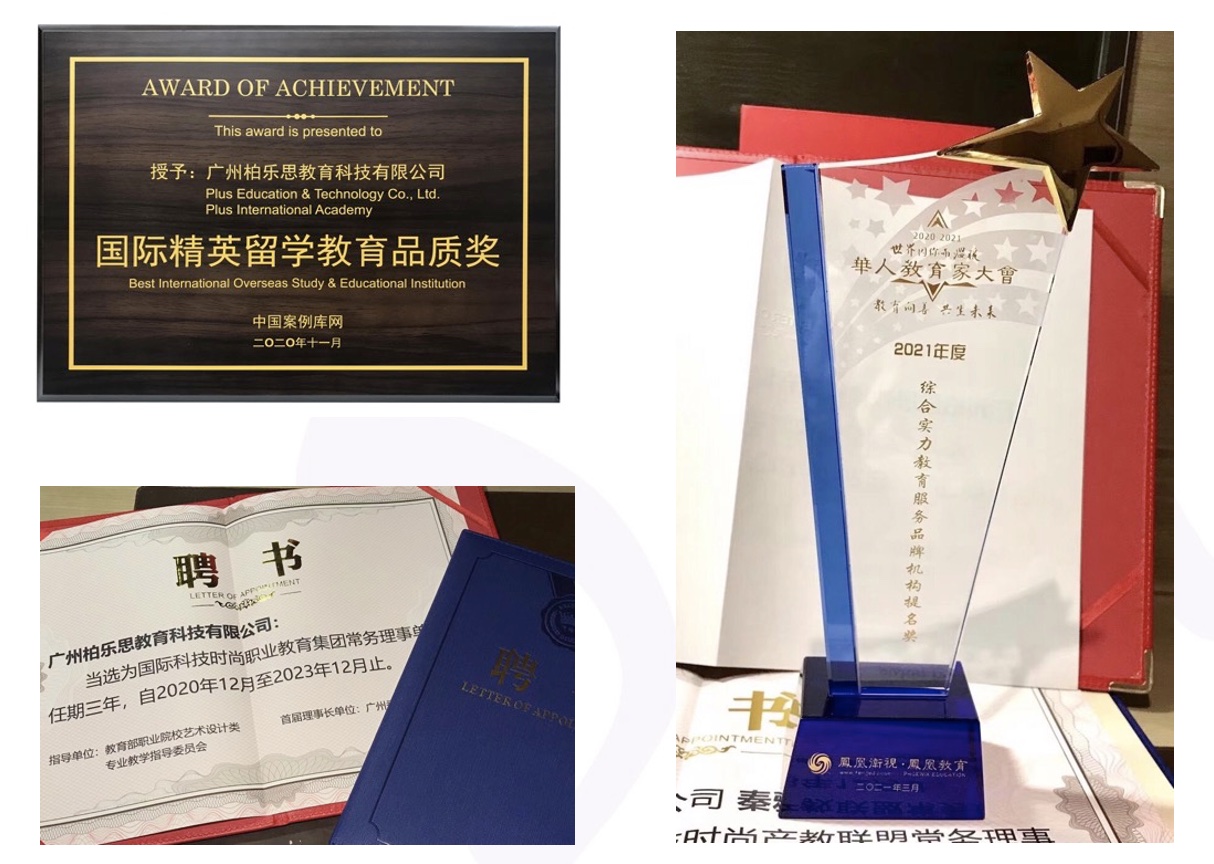 AWARD OF ACHIEVEMENT
This award is presented to
授予：广州柏乐思教育科技有限公司
Plus Education & Technology Co., Ltd.
Plus International Academy
国际精英留学教育品质奖
Best International Overseas Study & Educational Institution
中国案例库网
二〇二〇年十一月
聘书
LETTER OF APPOINTMENT
广州柏乐思教育科技有限公司：
当选为国际科技时尚职业教育集团常务理事单
任期三年，自2020年12月至2023年12月止。
指导单位：教育部职业院校艺术设计类
专业教学指导委员会
首届理事长单位：广州
聘
LETTER OF APPO
2020-2021
世界因你而温暖
華人教育家大會
教育向善 共生未来
2021年度
综合实力教育服务品牌机构提名奖
书
APPOINTMENT
鳳凰衛視·鳳凰教育
PHOENIX EDUCATION
二〇二一年三月
公司 秦
时尚产教联盟常务理事